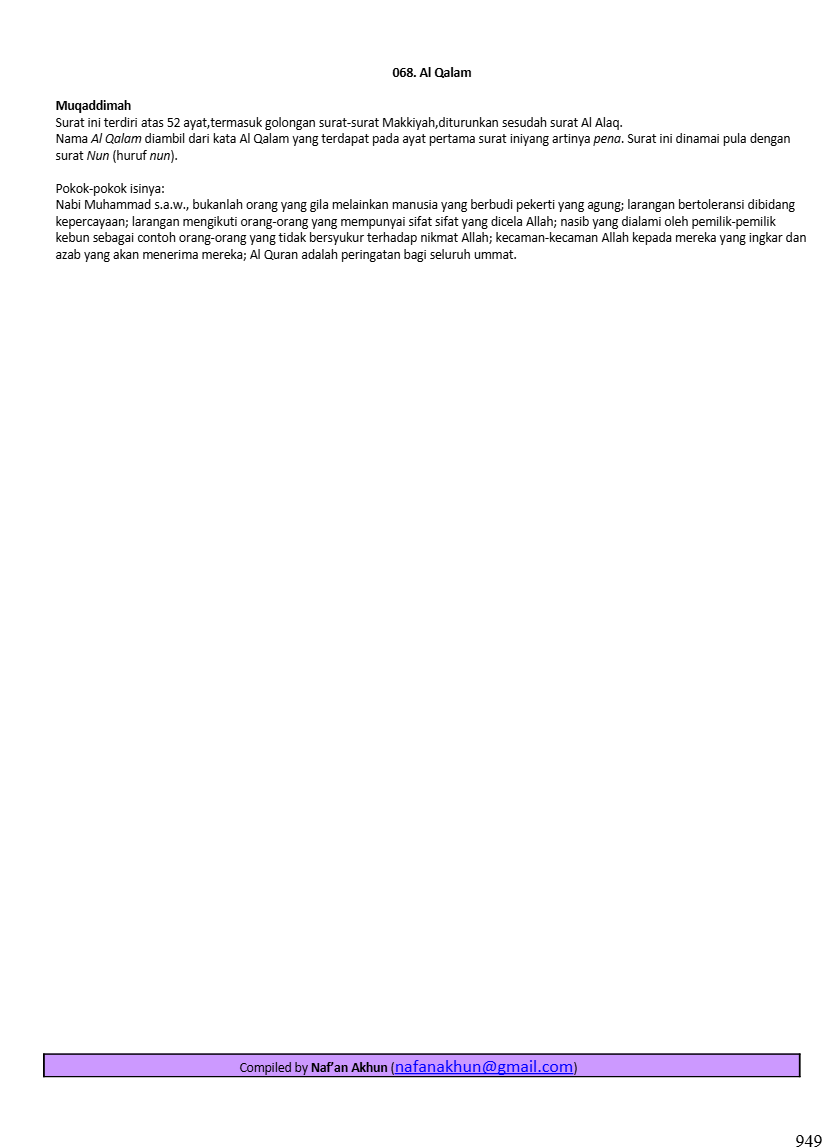 068. Al Qalam
Muqaddimah
Surat ini terdiri atas 52 ayat,termasuk golongan surat-surat Makkiyah,diturunkan sesudah surat Al Alaq.
Nama Al Qalam diambil dari kata Al Qalam yang terdapat pada ayat pertama surat iniyang artinya pena. Surat ini dinamai pula dengan
surat Nun (huruf nun).
Pokok-pokok isinya:
Nabi Muhammad s.a.w., bukanlah orang yang gila melainkan manusia yang berbudi pekerti yang agung; larangan bertoleransi dibidang
kepercayaan; larangan mengikuti orang-orang yang mempunyai sifat sifat yang dicela Allah; nasib yang dialami oleh pemilik-pemilik
kebun sebagai contoh orang-orang yang tidak bersyukur terhadap nikmat Allah; kecaman-kecaman Allah kepada mereka yang ingkar dan
azab yang akan menerima mereka; Al Quran adalah peringatan bagi seluruh ummat.
Compiled by Naf’an Akhun (nafanakhun@gmail.com)
949